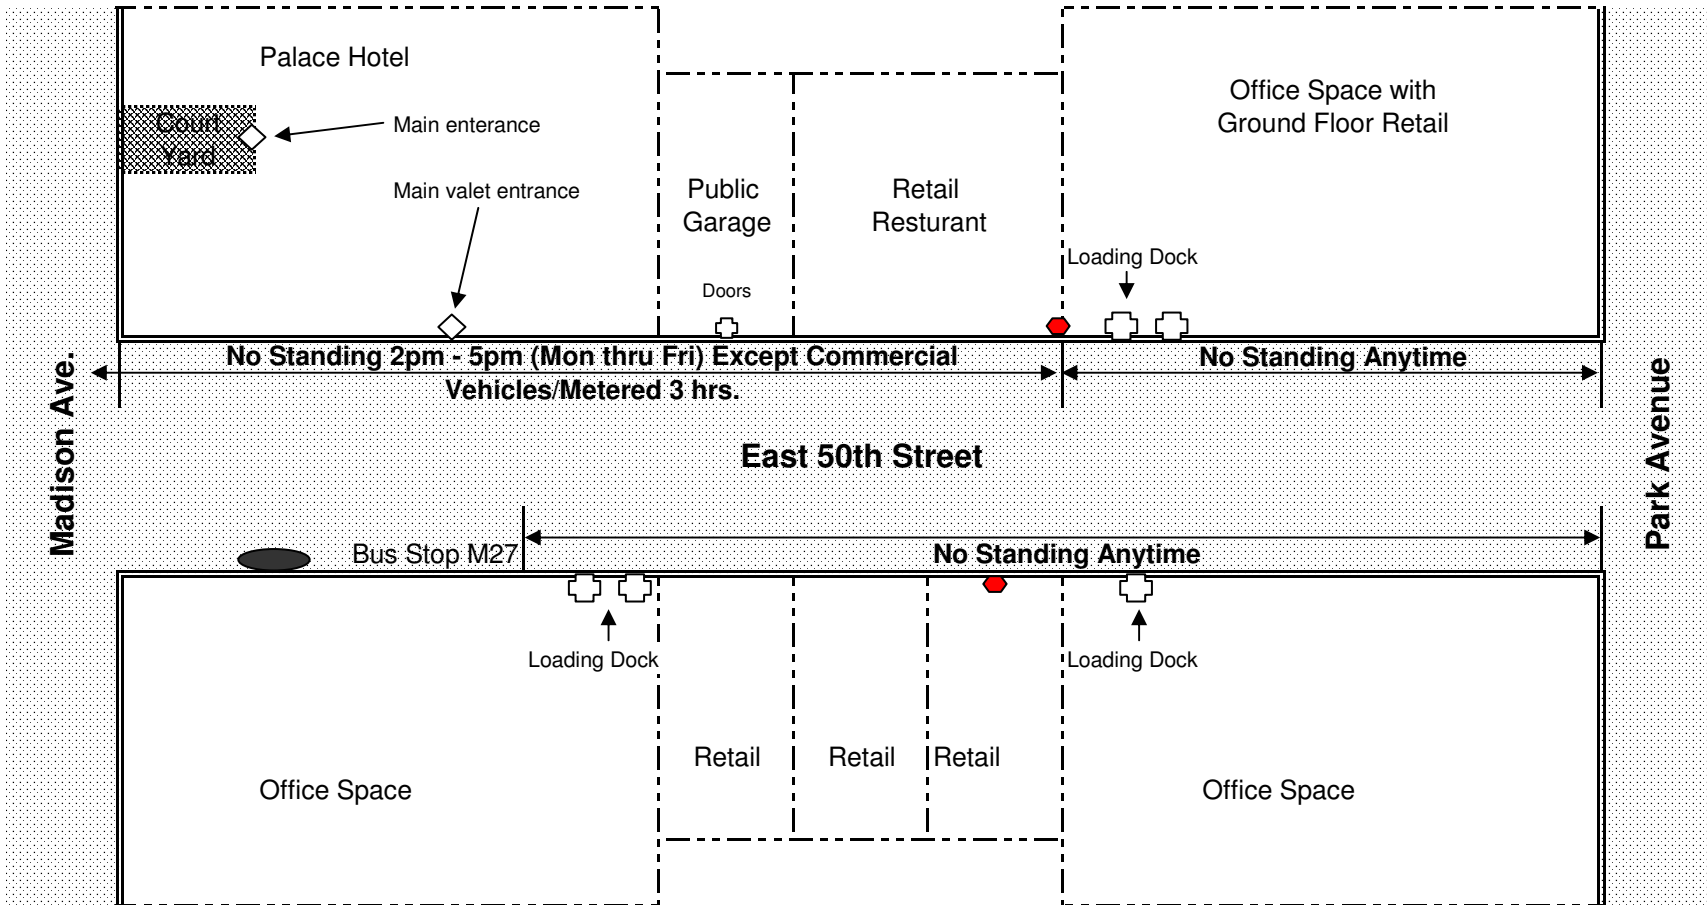 Palace Hotel
Court
Yard
Main enterance
Main valet entrance
Public
Garage
Doors
Retail
Resturant
Office Space with
Ground Floor Retail
Loading Dock
No Standing 2pm - 5pm (Mon thru Fri) Except Commercial
Vehicles/Metered 3 hrs.
No Standing Anytime
Madison Ave.
East 50th Street
Park Avenue
Bus Stop M27
No Standing Anytime
Loading Dock
Loading Dock
Retail
Retail
Retail
Office Space
Office Space